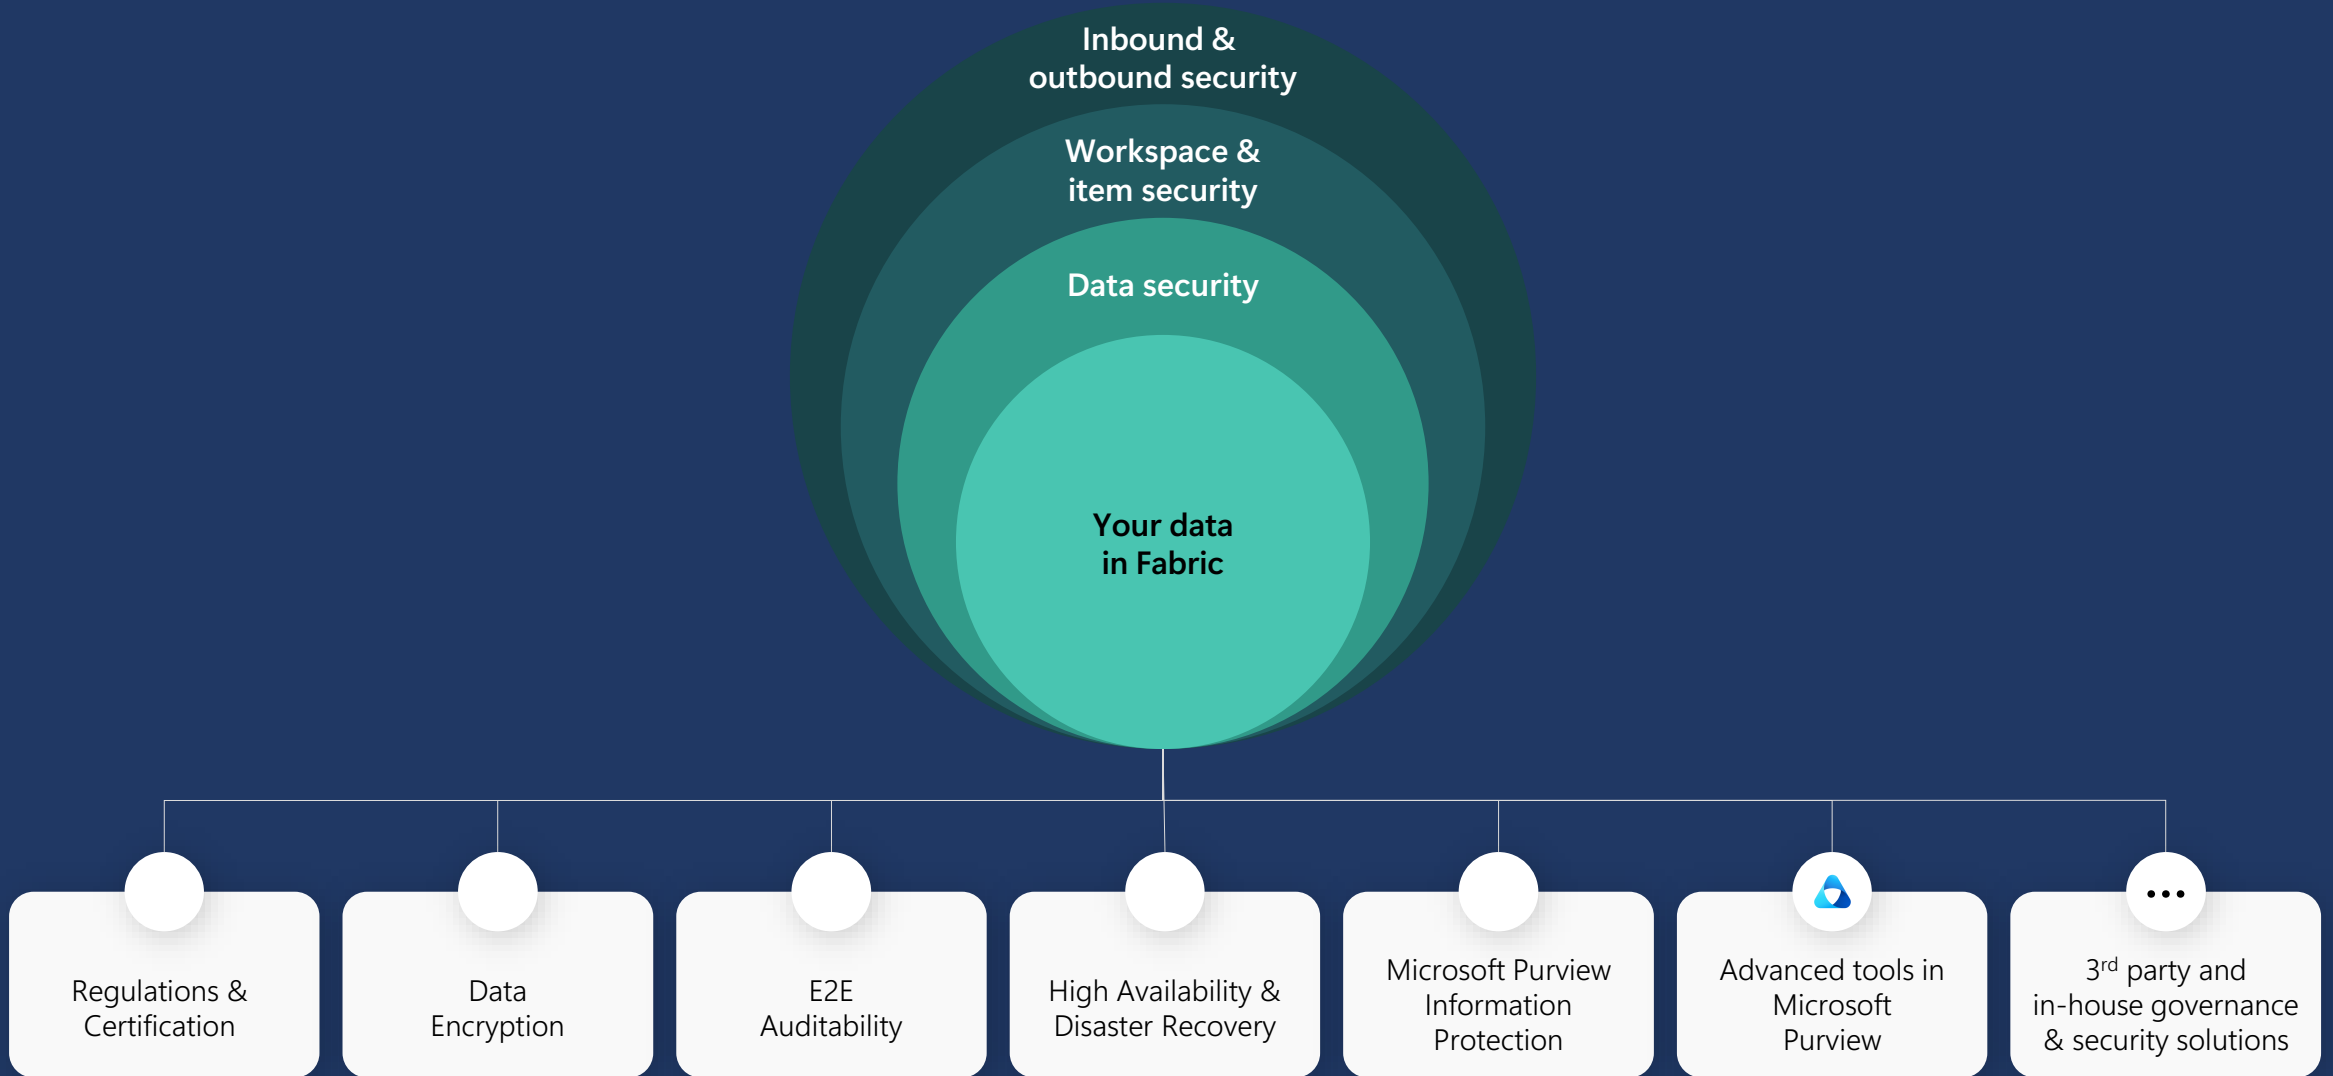 Inbound &
outbound security
Workspace &
item security
Data security
Your data
in Fabric
Regulations &
Certification
Data
Encryption
E2E
Auditability
High Availability &
Disaster Recovery
Microsoft Purview
Information
Protection
Advanced tools in
Microsoft
Purview
3rd party and
in-house governance
& security solutions